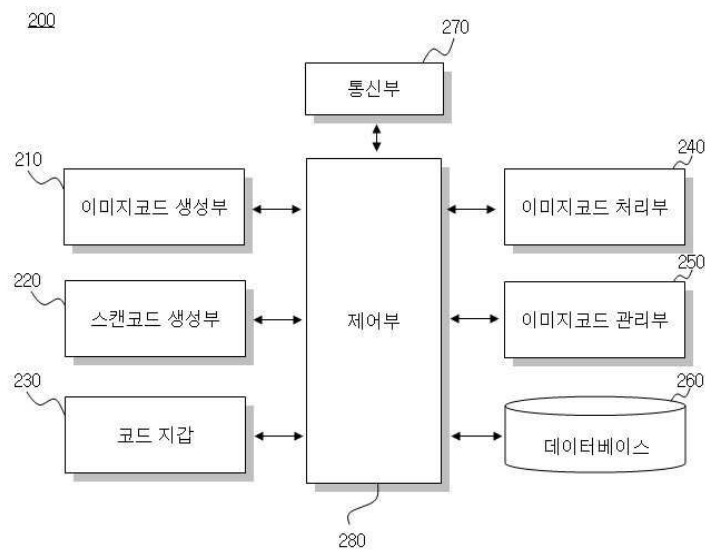 200
270
통신부
210
240
이미지코드 생성부
이미지코드 처리부
220
250
스캔코드 생성부
제어부
이미지코드 관리부
230
260
코드 지갑
데이터베이스
280